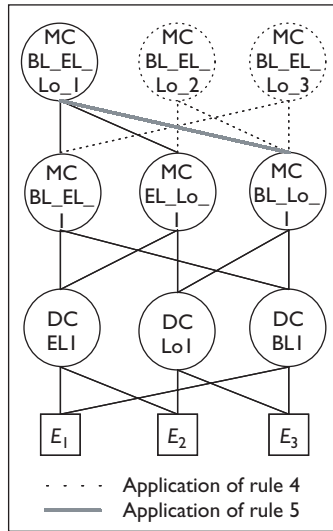 MC
BL_EL_
Lo_1
MC
BL_EL_
Lo_2
MC
BL_EL_
Lo_3
MC
BL_EL_
1
MC
EL_Lo_
1
MC
BL_Lo_
1
DC
EL1
DC
Lo1
DC
BL1
E1
E2
E3
Application of rule 4
Application of rule 5